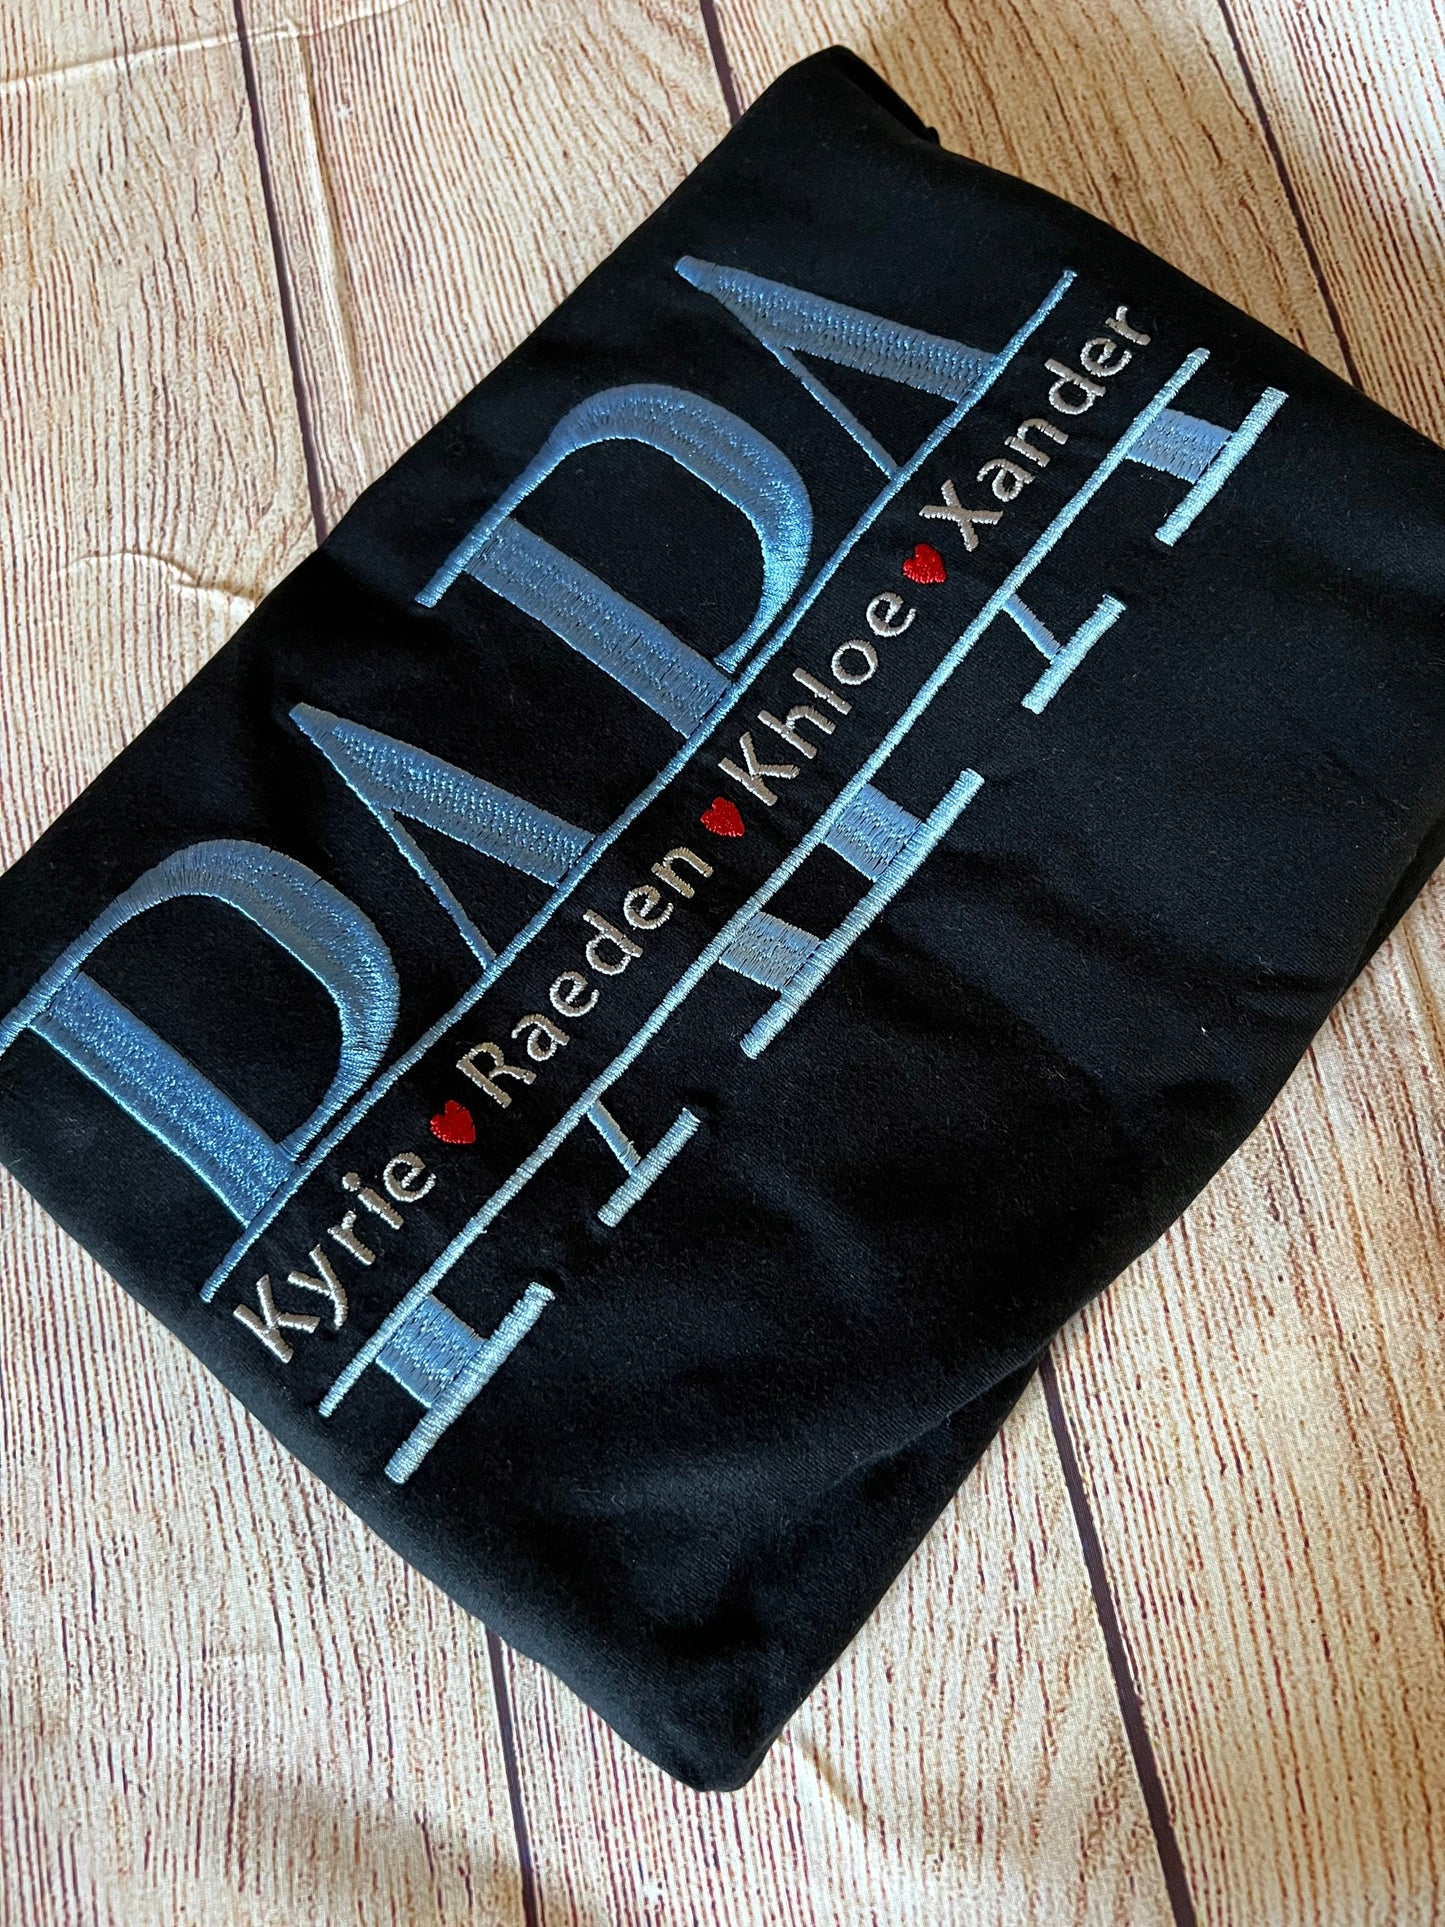 DADA
Kyrie ♥ Raeden ♥ Khloe ♥ Xander